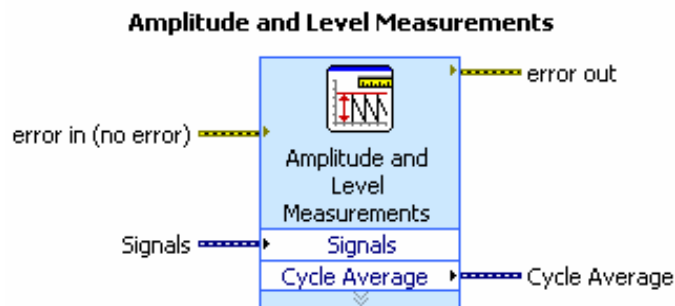 Amplitude and Level Measurements
error out
error in (no error)
Amplitude and
Level
Measurements
Signals
Signals
Cycle Average
Cycle Average